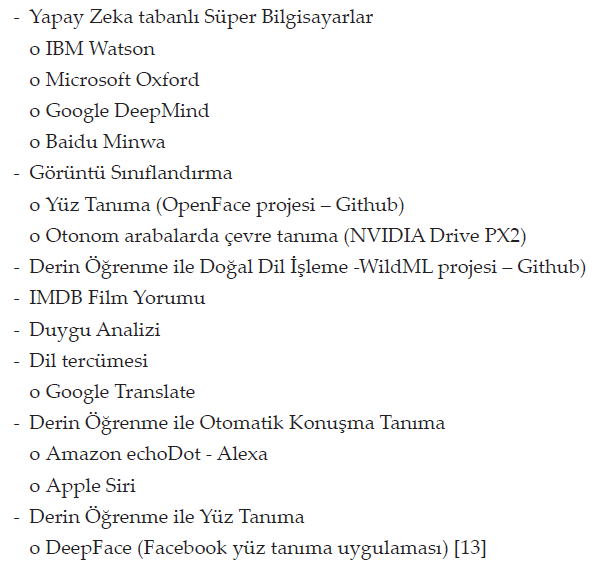 - Yapay Zeka tabanlı Süper Bilgisayarlar
o IBM Watson
o Microsoft Oxford
o Google DeepMind
o Baidu Minwa
- Görüntü Sınıflandırma
o Yüz Tanıma (OpenFace projesi – Github)
o Otonom arabalarda çevre tanıma (NVIDIA Drive PX2)
- Derin Öğrenme ile Doğal Dil İşleme -WildML projesi – Github)
- IMDB Film Yorumu
- Duygu Analizi
- Dil tercümesi
o Google Translate
- Derin Öğrenme ile Otomatik Konuşma Tanıma
o Amazon echoDot - Alexa
o Apple Siri
- Derin Öğrenme ile Yüz Tanıma
o DeepFace (Facebook yüz tanıma uygulaması) [13]